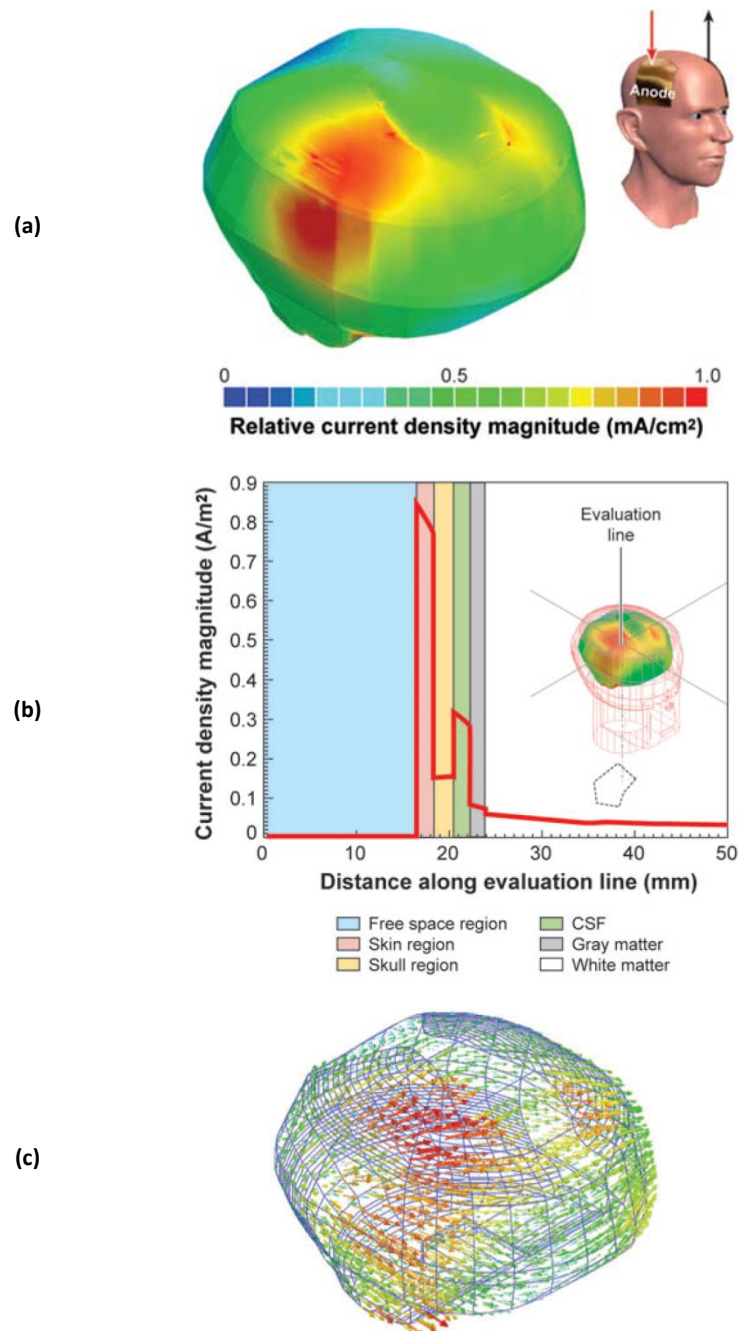 Anode
(a)
0 0.5 1.0
Relative current density magnitude (mA/cm²)
Current density magnitude (A/m²)
0.9
0.8
0.7
0.6
0.5
0.4
0.3
0.2
0.1
0
Evaluation
line
(b)
0 10 20 30 40 50
Distance along evaluation line (mm)
Free space region
Skin region
Skull region
CSF
Gray matter
White matter
(c)